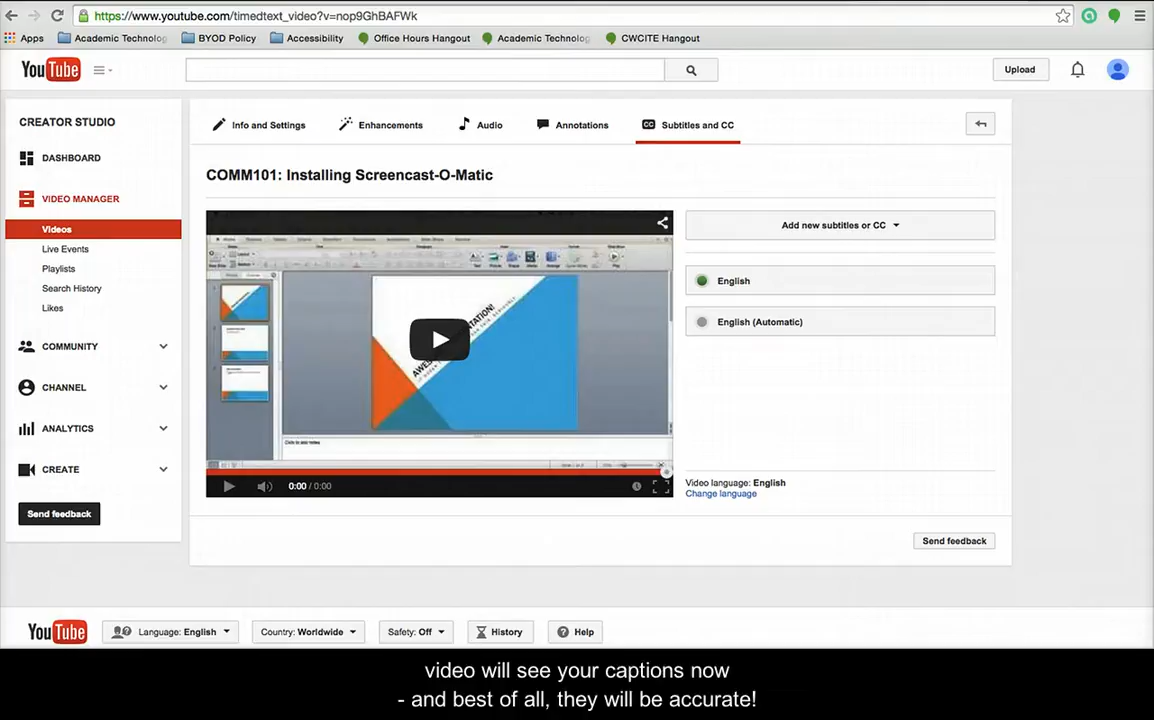 https://www.youtube.com/timedtext_video?v=nop9GhBAFWk
Apps Academic Technolog BYOD Policy Accessibility Office Hours Hangout Academic Technolog CWCITE Hangout
YouTube Upload
CREATOR STUDIO
DASHBOARD
VIDEO MANAGER
Videos
Live Events
Playlists
Search History
Likes
COMMUNITY
CHANNEL
ANALYTICS
CREATE
Send feedback
Info and Settings Enhancements Audio Annotations CC Subtitles and CC
COMM101: Installing Screencast-O-Matic
Click to add notes
0:00 / 0:00
Add new subtitles or CC
English
English (Automatic)
Video language: English
Change language
Send feedback
YouTube Language: English Country: Worldwide Safety: Off History Help
video will see your captions now
- and best of all, they will be accurate!